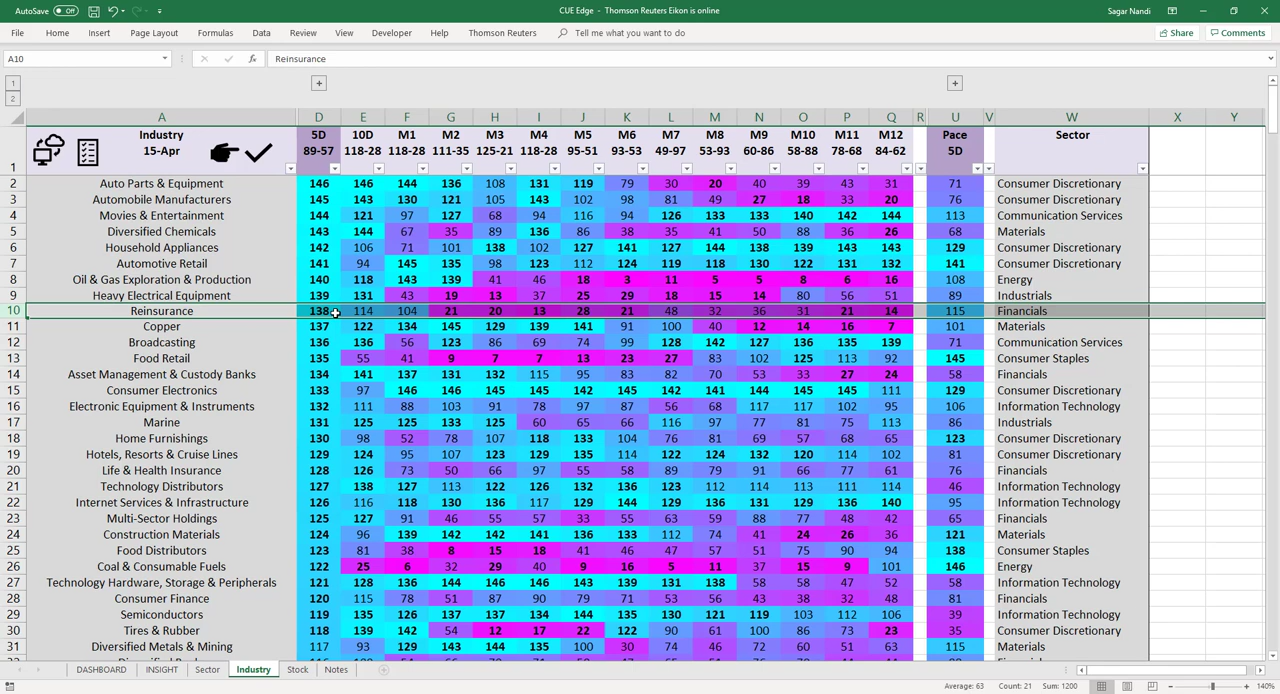 AutoSave Off CUE Edge - Thomson Reuters Eikon is online Sagar Nandi
File Home Insert Page Layout Formulas Data Review View Developer Help Thomson Reuters Tell me what you want to do Share Comments
A10 fx Reinsurance
1
2
A D E F G H I J K L M N O P Q R U V W X Y Z
Industry 5D 10D M1 M2 M3 M4 M5 M6 M7 M8 M9 M10 M11 M12 Pace Sector
1 15-Apr 89-57 118-28 118-28 111-35 125-21 118-28 95-51 93-53 49-97 53-93 60-86 58-88 78-68 84-62 5D
2 Auto Parts & Equipment 146 146 144 136 108 131 119 79 30 20 40 39 43 31 71 Consumer Discretionary
3 Automobile Manufacturers 145 143 130 121 105 143 102 98 81 49 27 18 33 20 76 Consumer Discretionary
4 Movies & Entertainment 144 121 97 127 68 94 116 94 126 133 133 140 142 144 113 Communication Services
5 Diversified Chemicals 143 144 67 35 89 136 86 38 35 41 50 88 36 26 68 Materials
6 Household Appliances 142 106 71 101 138 102 127 141 127 144 138 139 143 143 129 Consumer Discretionary
7 Automotive Retail 141 94 145 135 98 123 112 124 119 118 130 122 131 132 141 Consumer Discretionary
8 Oil & Gas Exploration & Production 140 118 143 139 41 46 18 3 11 5 5 8 6 16 108 Energy
9 Heavy Electrical Equipment 139 131 43 19 13 37 25 29 18 15 14 80 56 51 89 Industrials
10 Reinsurance 138 114 104 21 20 13 28 21 48 32 36 31 21 14 115 Financials
11 Copper 137 122 134 145 129 139 141 91 100 40 12 14 16 7 101 Materials
12 Broadcasting 136 136 56 123 86 69 74 99 128 142 127 136 135 139 71 Communication Services
13 Food Retail 135 55 41 9 7 7 13 23 27 83 102 125 113 92 145 Consumer Staples
14 Asset Management & Custody Banks 134 141 137 131 132 115 95 83 82 70 53 33 27 24 58 Financials
15 Consumer Electronics 133 97 146 146 145 142 145 142 145 142 141 144 145 145 111 129 Consumer Discretionary
16 Electronic Equipment & Instruments 132 111 88 103 91 78 97 87 56 68 117 117 102 95 106 Information Technology
17 Marine 131 125 125 133 125 60 65 66 116 97 77 81 75 113 86 Industrials
18 Home Furnishings 130 98 52 78 107 118 133 104 76 81 69 57 68 65 123 Consumer Discretionary
19 Hotels, Resorts & Cruise Lines 129 124 95 107 123 129 135 114 122 124 132 120 114 102 81 Consumer Discretionary
20 Life & Health Insurance 128 126 73 50 66 97 55 58 89 79 91 66 77 61 76 Financials
21 Technology Distributors 127 138 127 113 122 126 132 136 123 112 114 113 111 114 46 Information Technology
22 Internet Services & Infrastructure 126 116 118 130 136 117 129 144 129 136 131 129 136 140 95 Information Technology
23 Multi-Sector Holdings 125 127 91 46 55 57 33 55 63 59 88 77 48 42 65 Financials
24 Construction Materials 124 96 139 142 142 141 136 133 94 74 41 24 26 36 121 Materials
25 Food Distributors 123 81 38 8 15 18 41 46 47 57 51 75 90 94 138 Consumer Staples
26 Coal & Consumable Fuels 122 25 6 32 29 40 9 16 5 11 37 15 9 101 146 Energy
27 Technology Hardware, Storage & Peripherals 121 128 136 144 146 146 143 139 131 138 58 58 47 52 58 Information Technology
28 Consumer Finance 120 115 78 51 87 90 79 71 53 56 43 38 32 48 81 Financials
29 Semiconductors 119 135 126 137 137 134 144 135 130 121 119 103 112 106 39 Information Technology
30 Tires & Rubber 118 139 142 54 12 17 22 122 90 61 100 86 73 23 35 Consumer Discretionary
31 Diversified Metals & Mining 117 93 129 143 144 135 100 30 74 46 72 60 51 63 115 Materials
DASHBOARD INSIGHT Sector Industry Stock Notes
Average: 63 Count: 21 Sum: 1200 140%